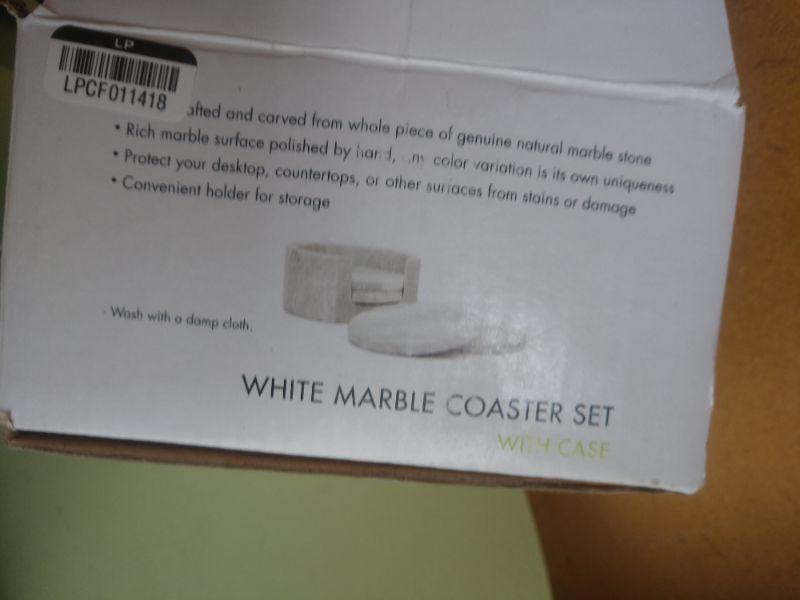 LP
LPCF011418
afted and carved from whole piece of genuine natural marble stone
• Rich marble surface polished by hand, any color variation is its own uniqueness
• Protect your desktop, countertops, or other surfaces from stains or damage
• Convenient holder for storage
- Wash with a damp cloth.
WHITE MARBLE COASTER SET
WITH CASE